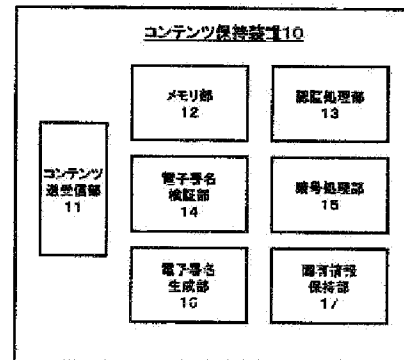 コンテンツ保持装置10
メモリ部
12
認証処理部
13
コンテンツ
送受信部
11
電子署名
検証部
14
暗号処理部
15
電子署名
生成部
16
固有情報
保持部
17